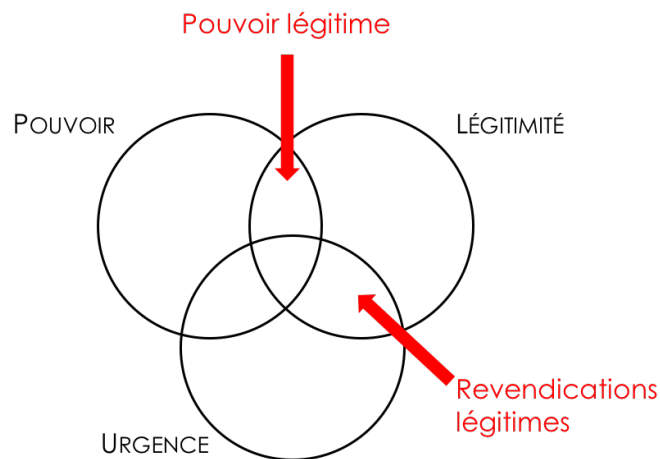 Pouvoir légitime
POUVOIR
LÉGITIMITÉ
Revendications
légitimes
URGENCE